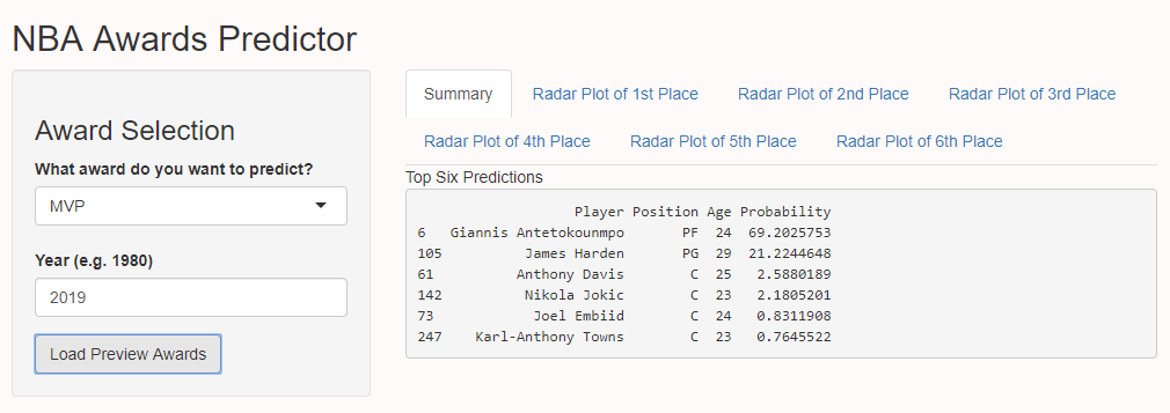 NBA Awards Predictor
Award Selection
What award do you want to predict?
MVP
Year (e.g. 1980)
2019
Load Preview Awards
Summary Radar Plot of 1st Place Radar Plot of 2nd Place Radar Plot of 3rd Place
Radar Plot of 4th Place Radar Plot of 5th Place Radar Plot of 6th Place
Top Six Predictions
Player Position Age Probability
6 Giannis Antetokounmpo PF 24 69.2025753
105 James Harden PG 29 21.2244648
61 Anthony Davis C 25 2.5880189
142 Nikola Jokic C 23 2.1805201
73 Joel Embiid C 24 0.8311908
247 Karl-Anthony Towns C 23 0.7645522